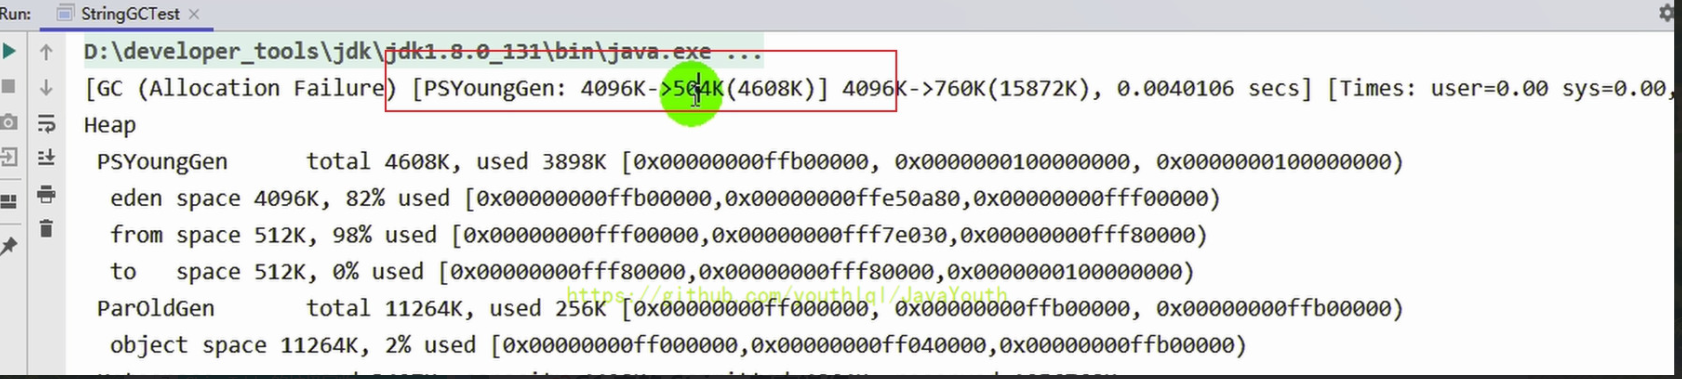 Run: StringGCTest
D:\developer_tools\jdk\jdk1.8.0_131\bin\java.exe ...
[GC (Allocation Failure) [PSYoungGen: 4096K->504K(4608K)] 4096K->760K(15872K), 0.0040106 secs] [Times: user=0.00 sys=0.00,
Heap
PSYoungGen total 4608K, used 3898K [0x00000000ffb00000, 0x0000000100000000, 0x0000000100000000)
eden space 4096K, 82% used [0x00000000ffb00000,0x00000000ffe50a80,0x00000000fff00000)
from space 512K, 98% used [0x00000000fff00000,0x00000000fff7e030,0x00000000fff80000)
to space 512K, 0% used [0x00000000fff80000,0x00000000fff80000,0x0000000100000000)
https://github.com/youthlql/JavaYouth
ParOldGen total 11264K, used 256K [0x00000000ff000000, 0x00000000ffb00000, 0x00000000ffb00000)
object space 11264K, 2% used [0x00000000ff000000,0x00000000ff040000,0x00000000ffb00000)